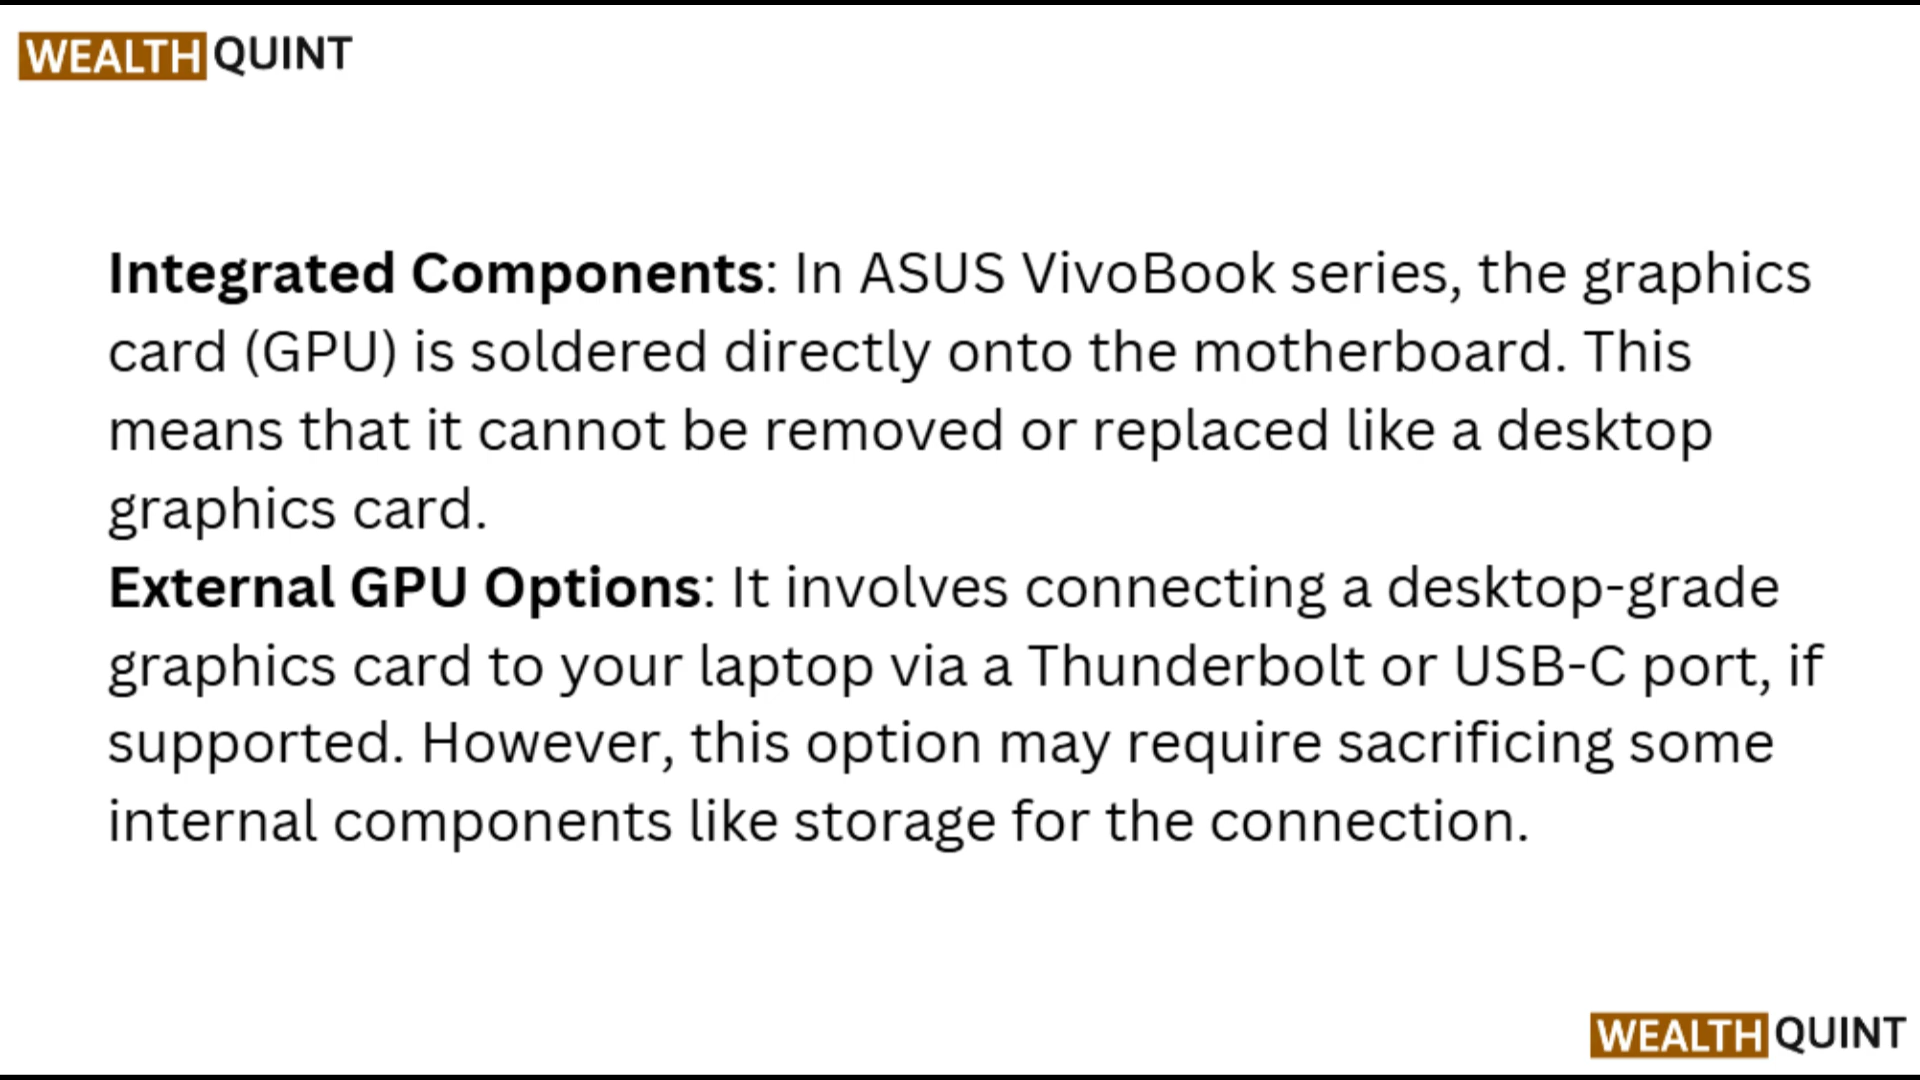 WEALTH QUINT
Integrated Components: In ASUS VivoBook series, the graphics
card (GPU) is soldered directly onto the motherboard. This
means that it cannot be removed or replaced like a desktop
graphics card.
External GPU Options: It involves connecting a desktop-grade
graphics card to your laptop via a Thunderbolt or USB-C port, if
supported. However, this option may require sacrificing some
internal components like storage for the connection.
WEALTH QUINT